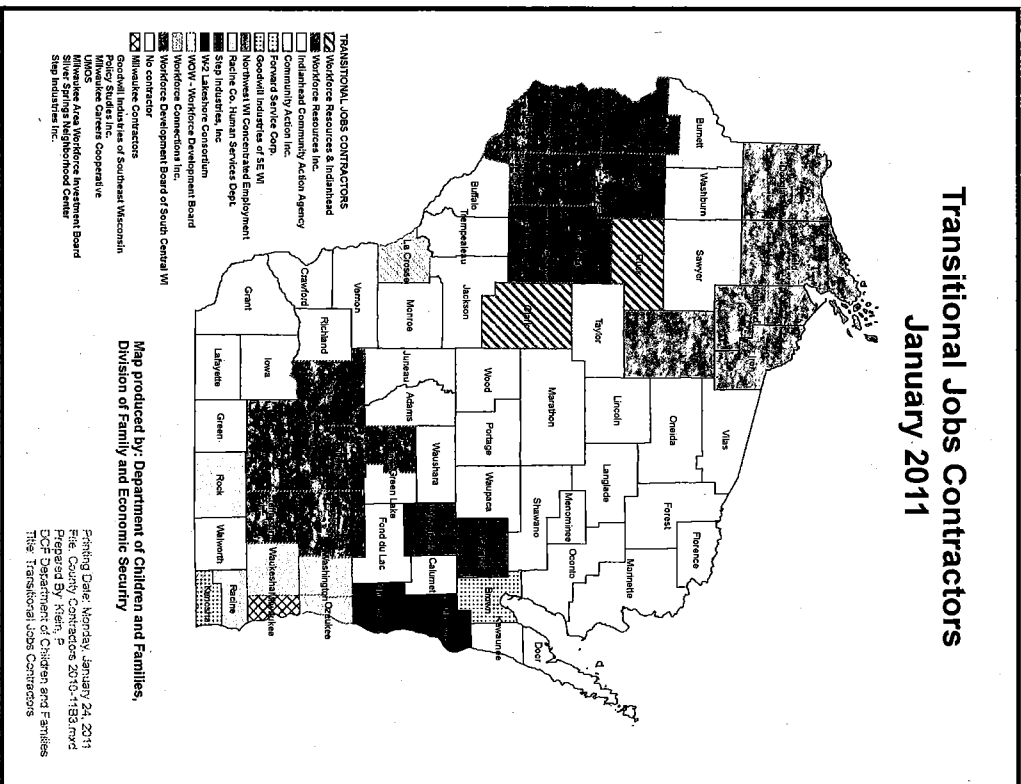 Transitional Jobs Contractors
January 2011
Burnett
Washburn
Sawyer
Rusk
Taylor
Clark
Buffalo
Trempealeau
Jackson
La Crosse
Monroe
Vernon
Crawford
Richland
Grant
Iowa
Lafayette
Green
Rock
Walworth
Racine
Kenosha
Waukesha
Milwaukee
Washington
Ozaukee
Vilas
Oneida
Lincoln
Marathon
Wood
Portage
Juneau
Adams
Waushara
Green Lake
Fond du Lac
Waupaca
Calumet
Langlade
Shawano
Menominee
Forest
Florence
Marinette
Oconto
Brown
Kewaunee
Door
TRANSITIONAL JOBS CONTRACTORS
Workforce Resources & Indianhead
Workforce Resources Inc.
Indianhead Community Action Agency
Community Action Inc.
Forward Service Corp.
Goodwill Industries of SE WI
Northwest WI Concentrated Employment
Racine Co. Human Services Dept.
Step Industries, Inc
W-2 Lakeshore Consortium
WOW - Workforce Development Board
Workforce Connections Inc.
Workforce Development Board of South Central WI
No contractor
Milwaukee Contractors
Goodwill Industries of Southeast Wisconsin
Policy Studies Inc.
Milwaukee Careers Cooperative
UMOS
Milwaukee Area Workforce Investment Board
Silver Springs Neighborhood Center
Step Industries Inc.
Map produced by: Department of Children and Families,
Division of Family and Economic Security
Printing Date: Monday, January 24, 2011
File: County Contractors 2010-11B3.mxd
Prepared By: Klein, P
DCF Department of Children and Families
Title: Transitional Jobs Contractors